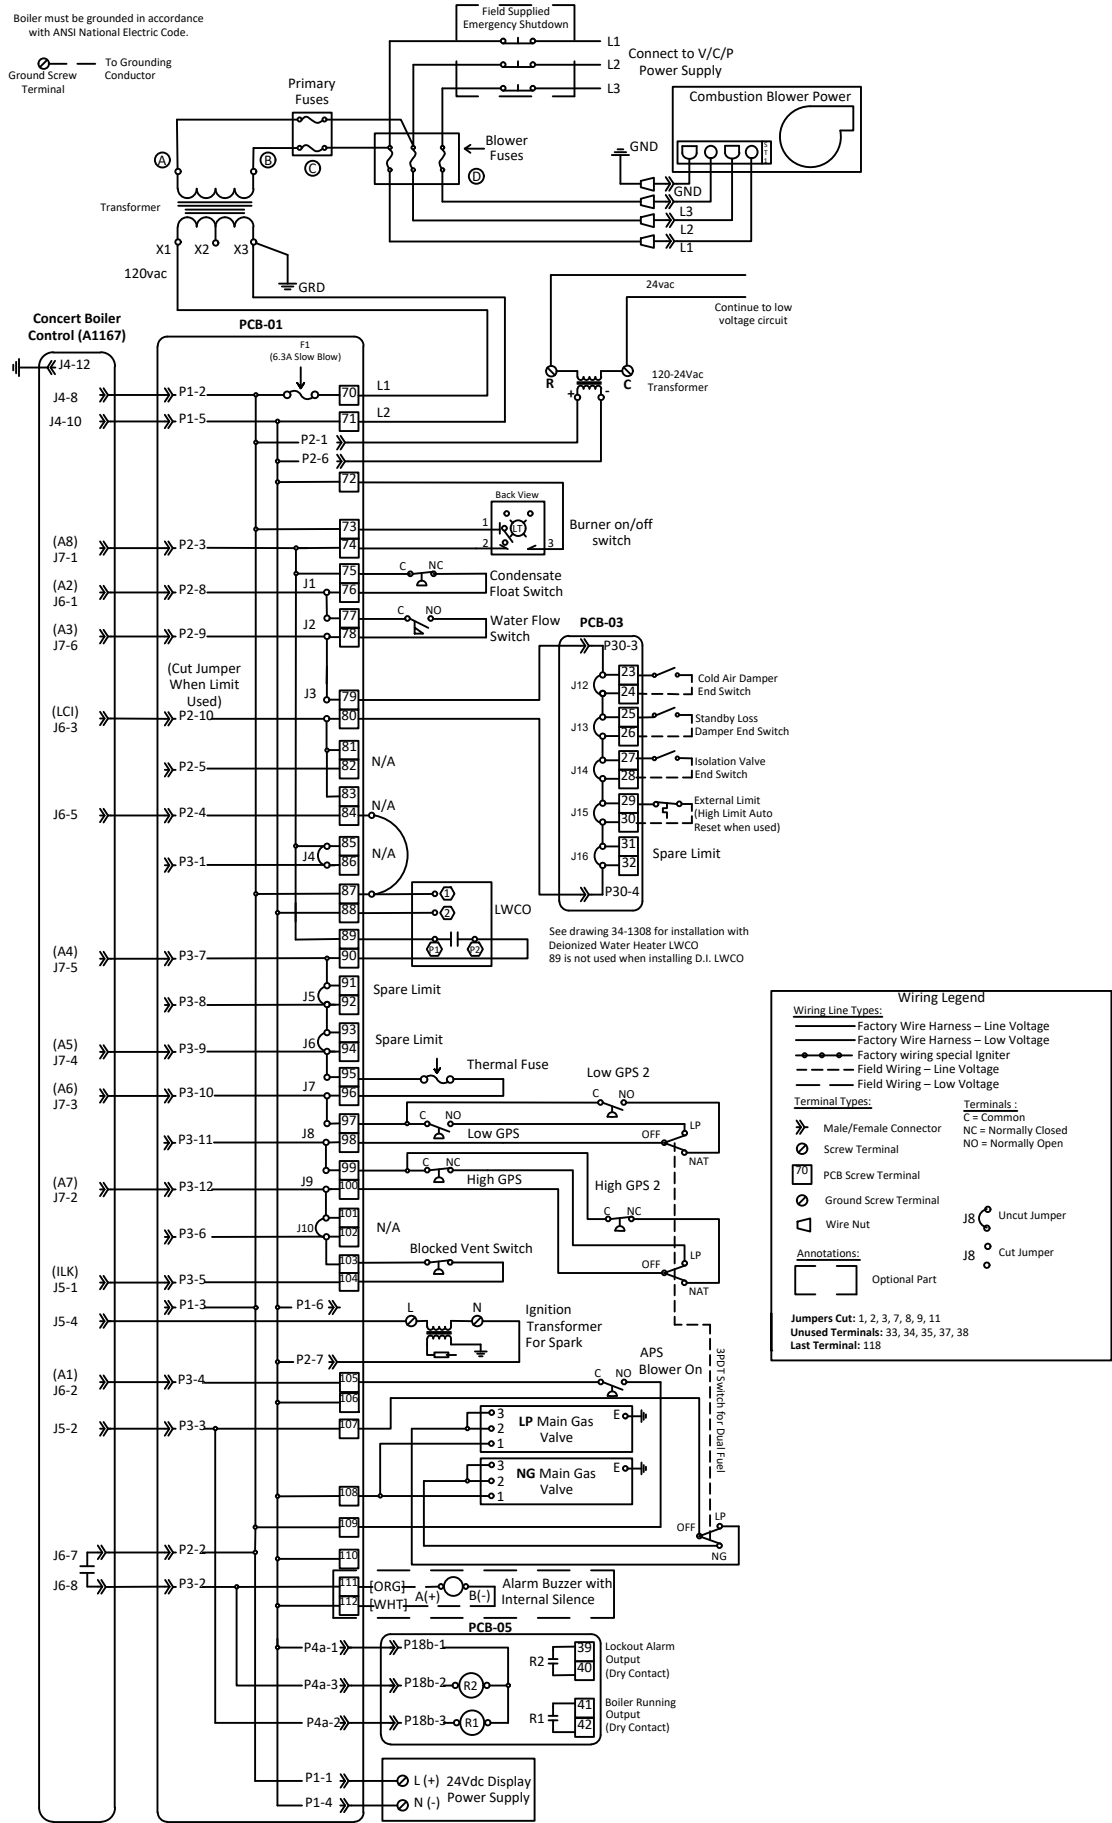 Boiler must be grounded in accordance
with ANSI National Electric Code.
Ground Screw
Terminal
To Grounding
Conductor
Field Supplied
Emergency Shutdown
L1
L2
L3
Connect to V/C/P
Power Supply
Primary
Fuses
A
B
C
Blower
Fuses
D
Combustion Blower Power
S
T
1
GND
GND
L3
L2
L1
Transformer
X1
X2
X3
120vac
GRD
24vac
Continue to low
voltage circuit
R
C
+
-
120-24Vac
Transformer
Concert Boiler
Control (A1167)
PCB-01
F1
(6.3A Slow Blow)
J4-12
J4-8
P1-2
70
L1
J4-10
P1-5
71
L2
P2-1
P2-6
72
Back View
LT
1
2
3
Burner on/off
switch
73
(A8)
J7-1
P2-3
74
75
C
NC
Condensate
Float Switch
(A2)
J6-1
P2-8
J1
76
77
C
NO
Water Flow
Switch
(A3)
J7-6
P2-9
J2
78
(Cut Jumper
When Limit
Used)
J3
79
(LCI)
J6-3
P2-10
80
81
P2-5
82
N/A
83
J6-5
P2-4
84
N/A
85
P3-1
J4
86
N/A
87
88
1
2
LWCO
89
P1
P2
(A4)
J7-5
P3-7
90
PCB-03
P30-3
J12
23
24
Cold Air Damper
End Switch
J13
25
26
Standby Loss
Damper End Switch
J14
27
28
Isolation Valve
End Switch
J15
29
30
External Limit
(High Limit Auto
Reset when used)
J16
31
32
Spare Limit
P30-4
See drawing 34-1308 for installation with
Deionized Water Heater LWCO
89 is not used when installing D.I. LWCO
91
Spare Limit
P3-8
J5
92
93
Spare Limit
(A5)
J7-4
P3-9
J6
94
95
Thermal Fuse
(A6)
J7-3
P3-10
J7
96
Low GPS 2
C
NO
97
C
NO
Low GPS
LP
OFF
NAT
P3-11
J8
98
99
C
NC
High GPS
(A7)
J7-2
P3-12
J9
100
High GPS 2
C
NC
101
P3-6
J10
102
N/A
LP
OFF
NAT
103
Blocked Vent Switch
(ILK)
J5-1
P3-5
104
P1-3
P1-6
J5-4
L
N
Ignition
Transformer
For Spark
P2-7
APS
Blower On
C
NO
(A1)
J6-2
P3-4
105
106
J5-2
P3-3
107
3
2
1
LP Main Gas
Valve
E
3
2
1
NG Main Gas
Valve
E
108
109
3PDT Switch for Dual Fuel
LP
OFF
NG
J6-7
P2-2
110
J6-8
P3-2
111
112
[ORG]
[WHT]
A(+)
B(-)
Alarm Buzzer with
Internal Silence
PCB-05
P4a-1
P18b-1
P4a-3
P18b-2
R2
P4a-2
P18b-3
R1
R2
39
40
Lockout Alarm
Output
(Dry Contact)
R1
41
42
Boiler Running
Output
(Dry Contact)
P1-1
L (+)
P1-4
N (-)
24Vdc Display
Power Supply
Wiring Legend
Wiring Line Types:
Factory Wire Harness – Line Voltage
Factory Wire Harness – Low Voltage
Factory wiring special Igniter
Field Wiring – Line Voltage
Field Wiring – Low Voltage
Terminal Types:
Male/Female Connector
Screw Terminal
70
PCB Screw Terminal
Ground Screw Terminal
Wire Nut
Terminals :
C = Common
NC = Normally Closed
NO = Normally Open
J8
Uncut Jumper
J8
Cut Jumper
Annotations:
Optional Part
Jumpers Cut: 1, 2, 3, 7, 8, 9, 11
Unused Terminals: 33, 34, 35, 37, 38
Last Terminal: 118